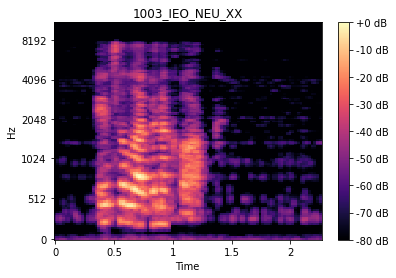 1003_IEO_NEU_XX
8192
4096
2048
1024
512
0
Hz
0
0.5
1
1.5
2
Time
+0 dB
-10 dB
-20 dB
-30 dB
-40 dB
-50 dB
-60 dB
-70 dB
-80 dB